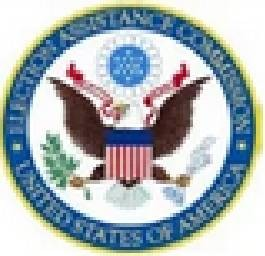 ELECTION ASSISTANCE COMMISSION
UNITED STATES OF AMERICA